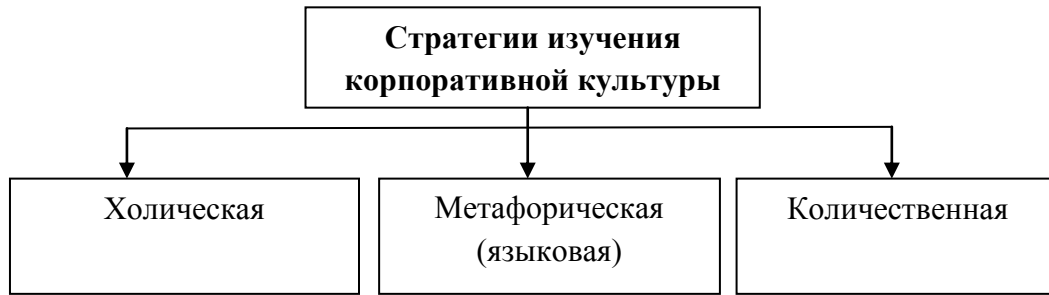 Стратегии изучения
корпоративной культуры
Холическая
Метафорическая
(языковая)
Количественная